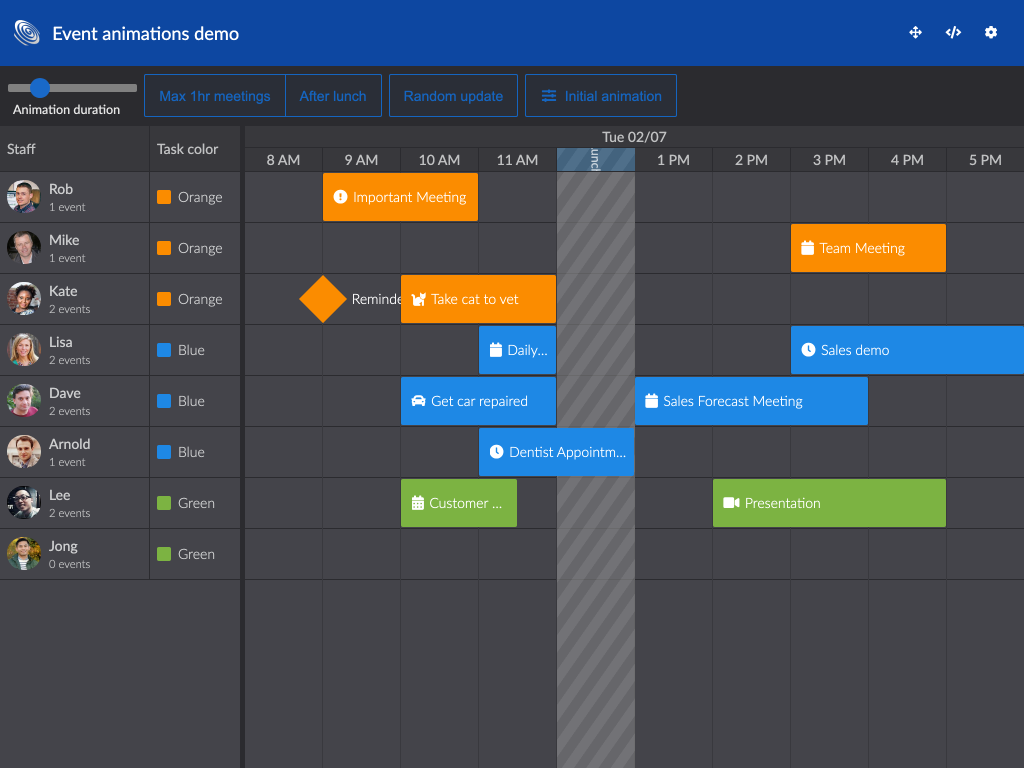 Event animations demo
Animation duration
Max 1hr meetings
After lunch
Random update
Initial animation
Staff
Task color
Tue 02/07
8 AM
9 AM
10 AM
11 AM
1 PM
2 PM
3 PM
4 PM
5 PM
Rob
1 event
Orange
Important Meeting
Mike
1 event
Orange
Team Meeting
Kate
2 events
Orange
Take cat to vet
Lisa
2 events
Blue
Daily...
Sales demo
Dave
2 events
Blue
Get car repaired
Sales Forecast Meeting
Arnold
1 event
Blue
Dentist Appointm...
Lee
2 events
Green
Customer ...
Presentation
Jong
0 events
Green